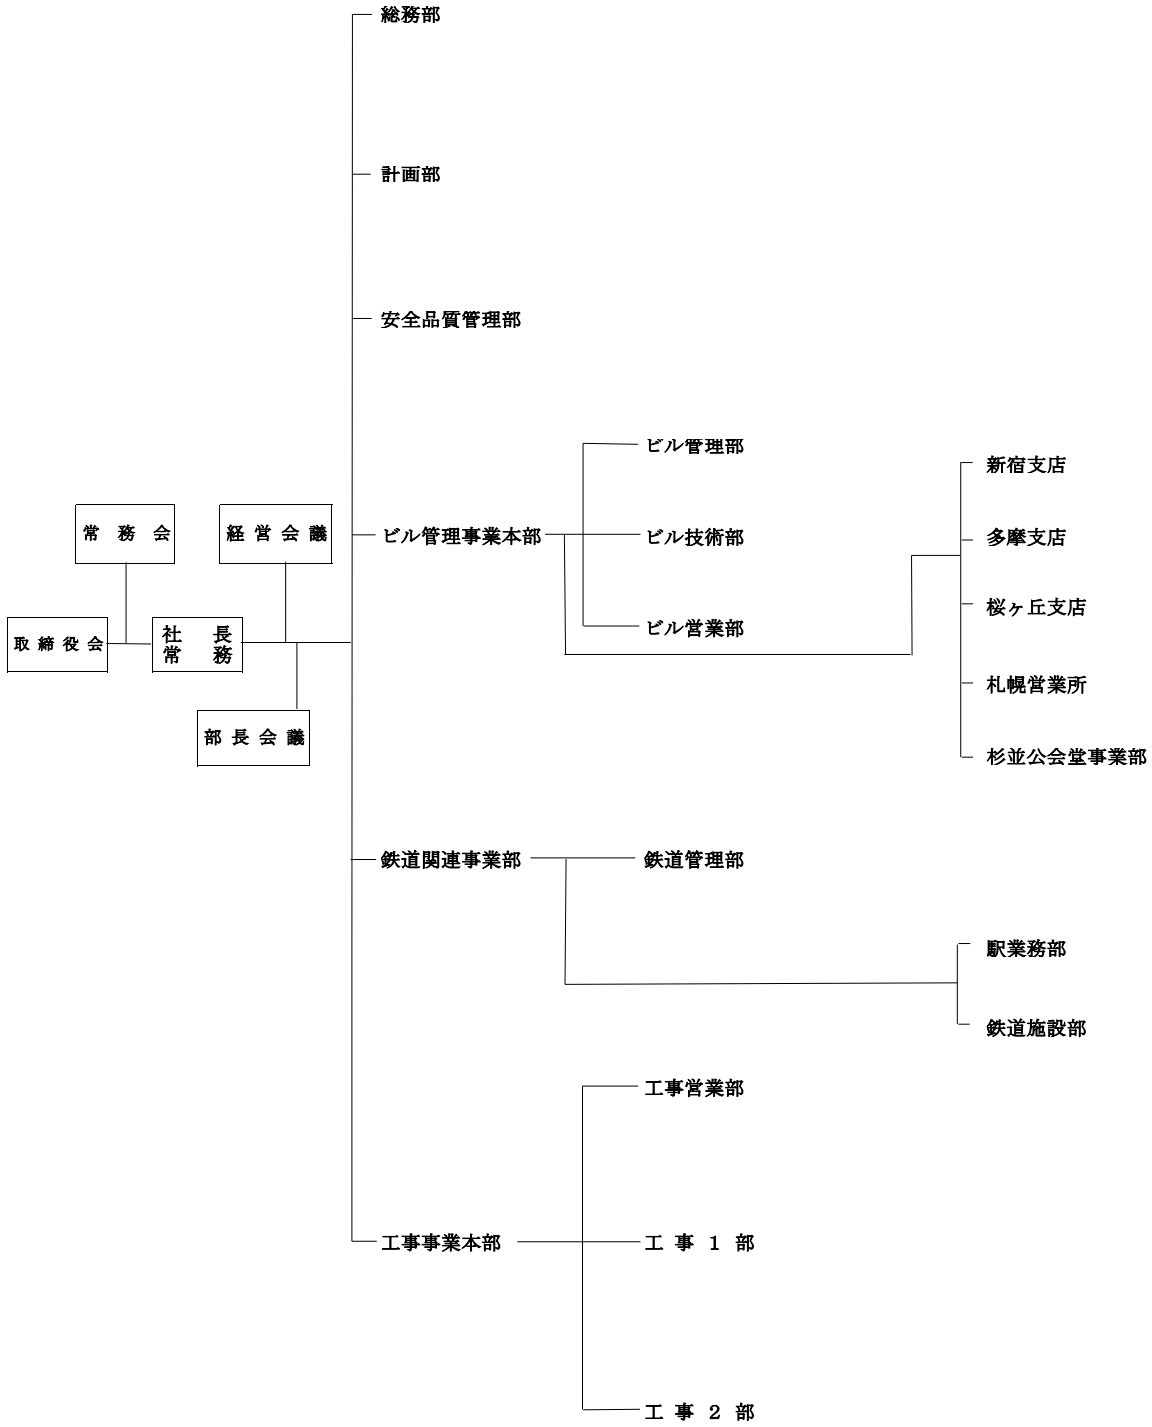 総務部
計画部
安全品質管理部
ビル管理部
新宿支店
常務会
経営会議
ビル管理事業本部
ビル技術部
多摩支店
桜ヶ丘支店
ビル営業部
取締役会
社長
常務
札幌営業所
部長会議
杉並公会堂事業部
鉄道関連事業部
鉄道管理部
駅業務部
鉄道施設部
工事営業部
工事事業本部
工事1部
工事2部